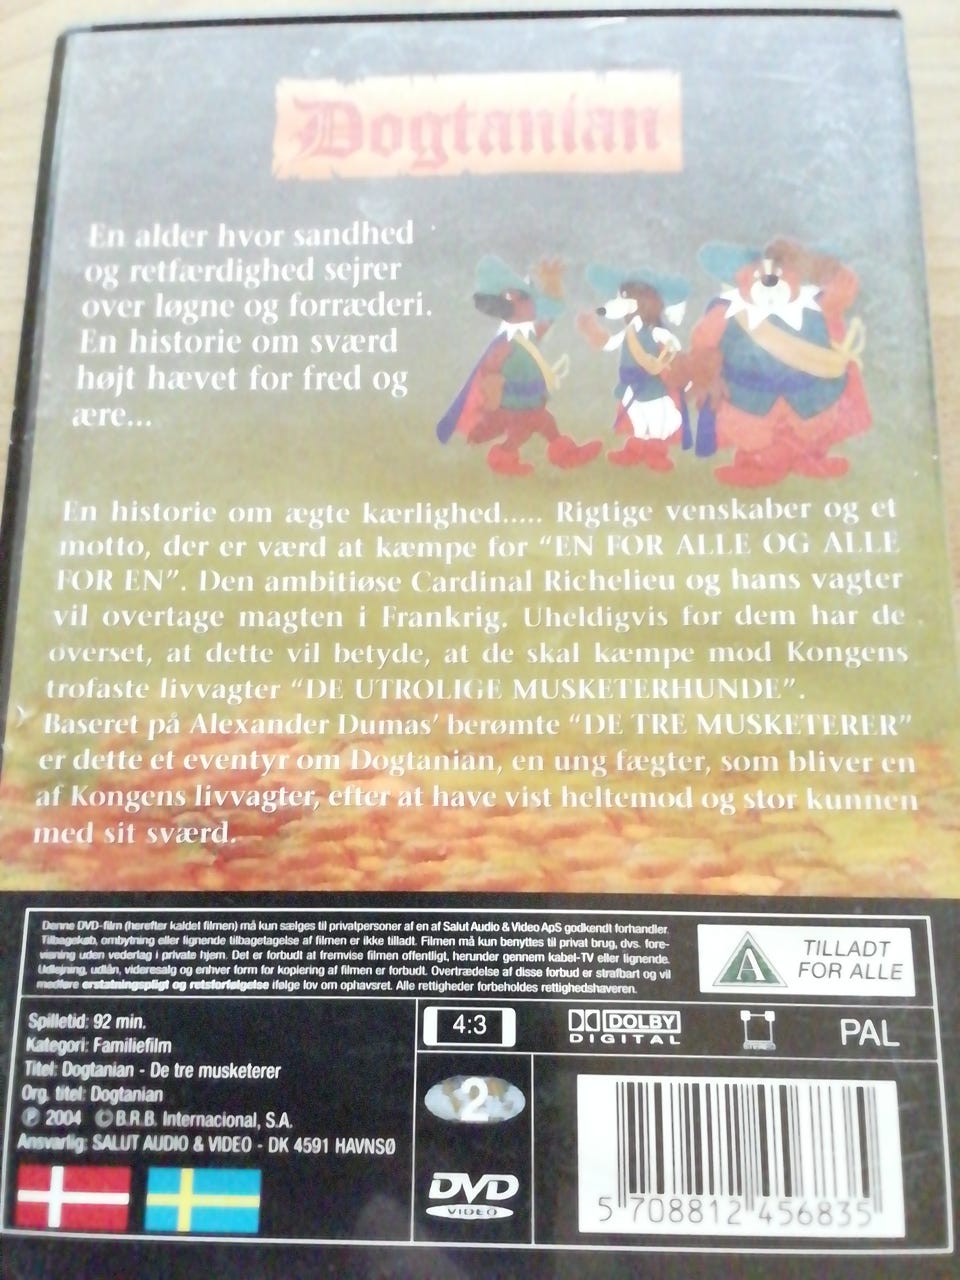 Dogtanian
En alder hvor sandhed
og retfærdighed sejrer
over løgne og forræderi.
En historie om sværd
højt hævet for fred og
ære...
En historie om ægte kærlighed..... Rigtige venskaber og et
motto, der er værd at kæmpe for “EN FOR ALLE OG ALLE
FOR EN”. Den ambitiøse Cardinal Richelieu og hans vagter
vil overtage magten i Frankrig. Uheldigvis for dem har de
overset, at dette vil betyde, at de skal kæmpe mod Kongens
trofaste livvagter “DE UTROLIGE MUSKETERHUNDE”.
Baseret på Alexander Dumas’ berømte “DE TRE MUSKETERER”
er dette et eventyr om Dogtanian, en ung fægter, som bliver en
af Kongens livvagter, efter at have vist heltemod og stor kunnen
med sit sværd.
Denne DVD-film (herefter kaldet filmen) må kun sælges til privatpersoner af en af Salut Audio & Video ApS godkendt forhandler.
Tilbagekøb, ombytning eller lignende tilbagetagelse af filmen er ikke tilladt. Filmen må kun benyttes til privat brug, dvs. fore-
visning uden vederlag i private hjem. Det er forbudt at fremvise filmen offentligt, herunder gennem kabel-TV eller lignende.
Udlejning, udlån, videresalg og enhver form for kopiering af filmen er forbudt. Overtrædelse af disse forbud er strafbart og vil
medføre erstatningspligt og retsforfølgelse ifølge lov om ophavsret. Alle rettigheder forbeholdes rettighedshaveren.
A TILLADT
FOR ALLE
Spilletid: 92 min.
Kategori: Familiefilm
Titel: Dogtanian - De tre musketerer
Org. titel: Dogtanian
℗ 2004 © B.R.B. Internacional, S.A.
Ansvarlig: SALUT AUDIO & VIDEO - DK 4591 HAVNSØ
4:3
DOLBY
DIGITAL
STEREO
PAL
2
DVD
VIDEO
5 708812 456835